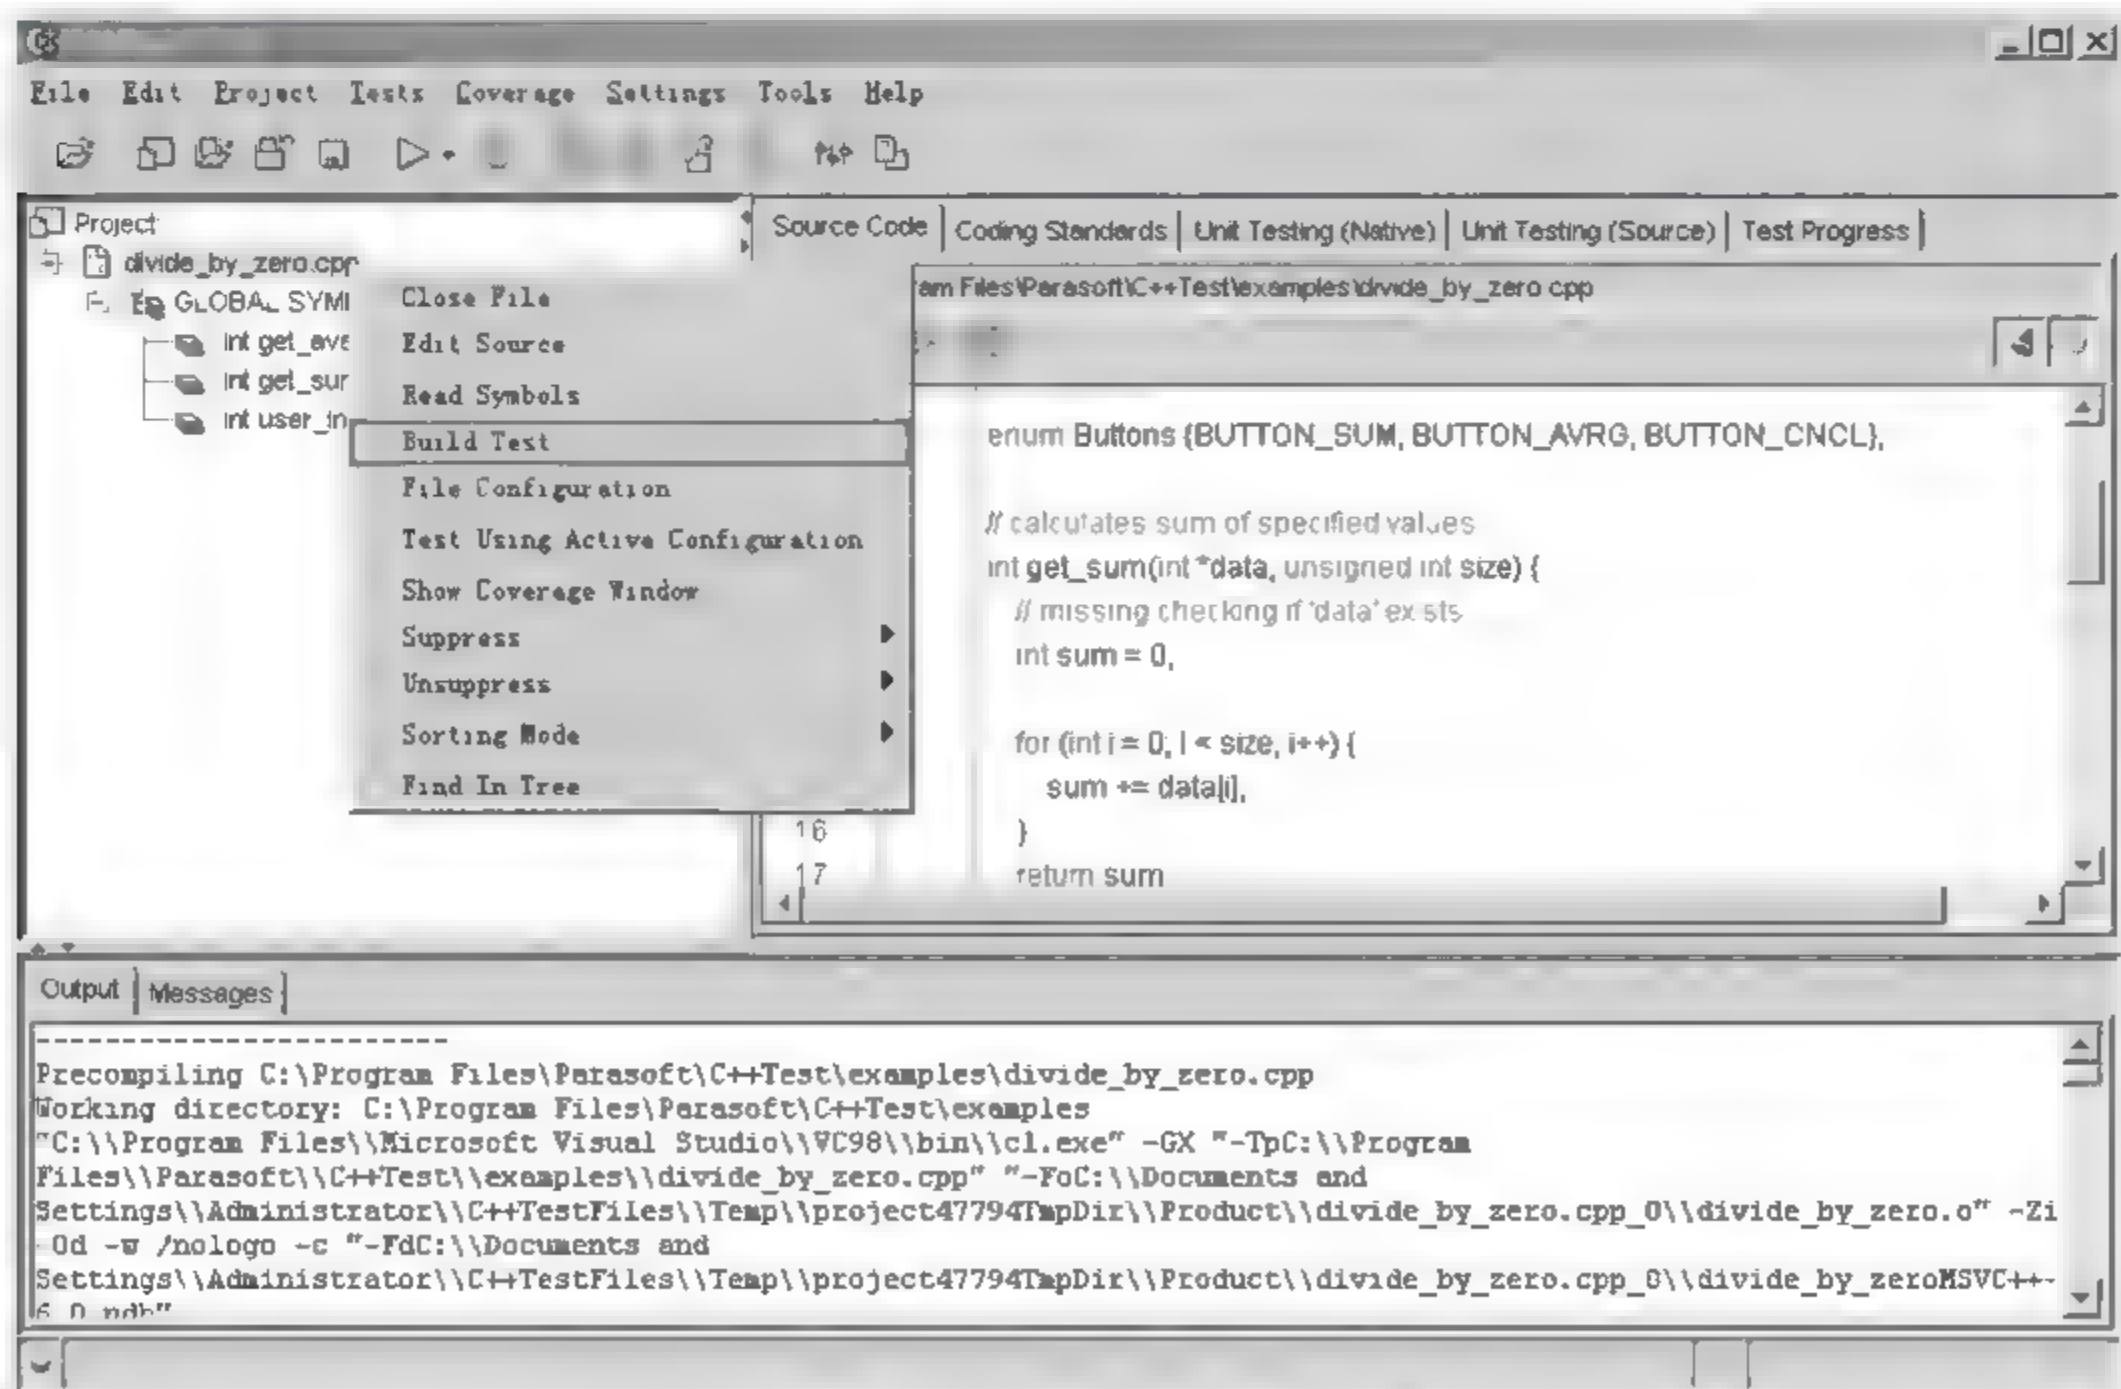 File Edit Project Tests Coverage Settings Tools Help
Project
divide_by_zero.cpp
GLOBAL SYM
int get_ave
int get_sum
int user_in
Close File
Edit Source
Read Symbols
Build Test
File Configuration
Test Using Active Configuration
Show Coverage Window
Suppress
Unsuppress
Sorting Mode
Find In Tree
Source Code Coding Standards Unit Testing (Native) Unit Testing (Source) Test Progress
am Files\Parasoft\C++Test\examples\divide_by_zero.cpp
enum Buttons {BUTTON_SUM, BUTTON_AVRG, BUTTON_CNCL};
// calculates sum of specified values
int get_sum(int *data, unsigned int size) {
// missing checking if 'data' exists
int sum = 0;
for (int i = 0; i < size; i++) {
sum += data[i];
16 }
17 return sum
Output Messages
------------------------
Precompiling C:\Program Files\Parasoft\C++Test\examples\divide_by_zero.cpp
Working directory: C:\Program Files\Parasoft\C++Test\examples
"C:\\Program Files\\Microsoft Visual Studio\\VC98\\bin\\cl.exe" -GX "-TpC:\\Program
Files\\Parasoft\\C++Test\\examples\\divide_by_zero.cpp" "-FoC:\\Documents and
Settings\\Administrator\\C++TestFiles\\Temp\\project47794TmpDir\\Product\\divide_by_zero.cpp_0\\divide_by_zero.o" -Zi
-Od -w /nologo -c "-FdC:\\Documents and
Settings\\Administrator\\C++TestFiles\\Temp\\project47794TmpDir\\Product\\divide_by_zero.cpp_0\\divide_by_zeroMSVC++-
6.0.pdb"